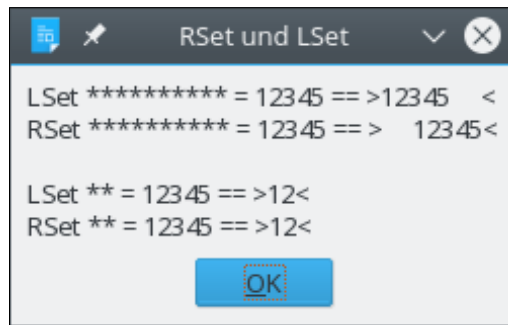 RSet und LSet
LSet ********** = 12345 == >12345     <
RSet ********** = 12345 == >     12345<
LSet ** = 12345 == >12<
RSet ** = 12345 == >12<
OK